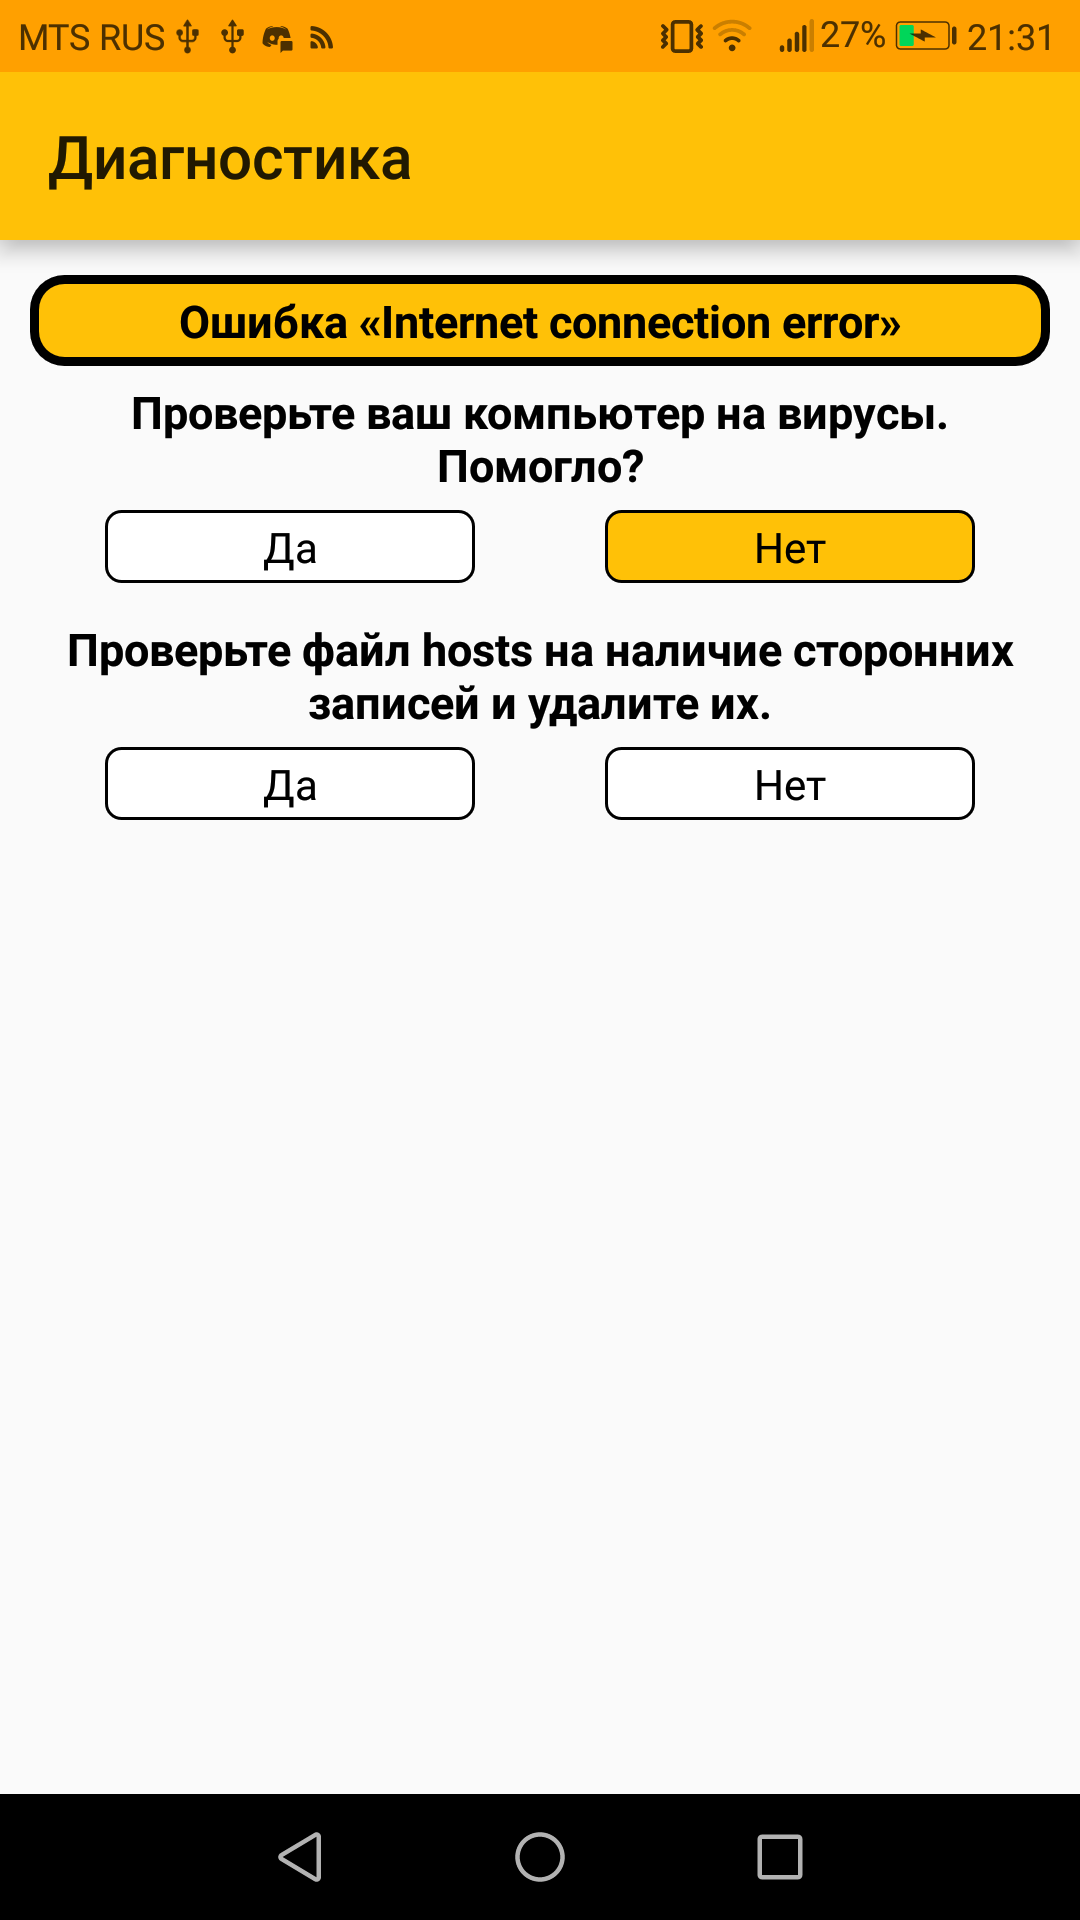 MTS RUS 27% 21:31
Диагностика
Ошибка «Internet connection error»
Проверьте ваш компьютер на вирусы.
Помогло?
Да Нет
Проверьте файл hosts на наличие сторонних
записей и удалите их.
Да Нет